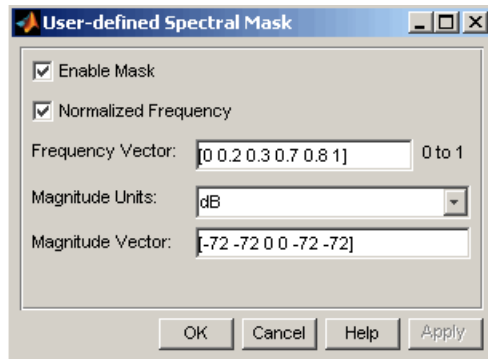 User-defined Spectral Mask
Enable Mask
Normalized Frequency
Frequency Vector: [0 0.2 0.3 0.7 0.8 1] 0 to 1
Magnitude Units: dB
Magnitude Vector: [-72 -72 0 0 -72 -72]
OK Cancel Help Apply